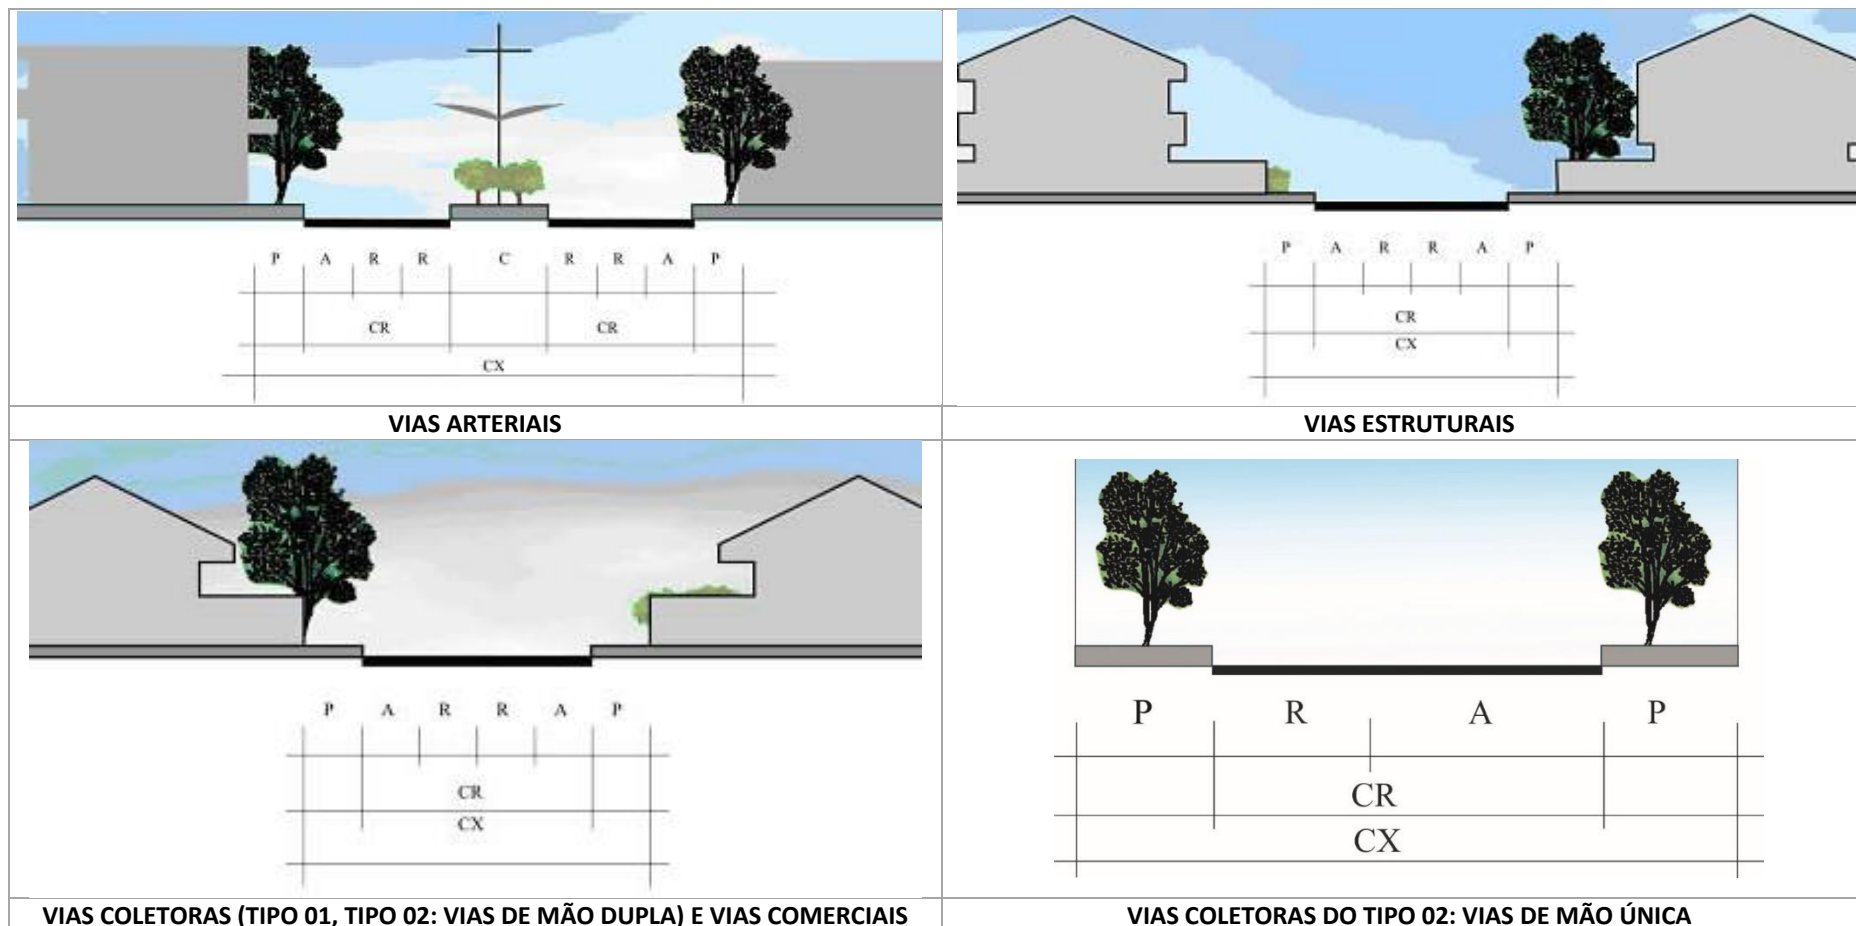 P A R R C R R A P
CR CR
CX
VIAS ARTERIAIS
P A R R A P
CR
CX
VIAS ESTRUTURAIS
P A R R A P
CR
CX
VIAS COLETORAS (TIPO 01, TIPO 02: VIAS DE MÃO DUPLA) E VIAS COMERCIAIS
P R A P
CR
CX
VIAS COLETORAS DO TIPO 02: VIAS DE MÃO ÚNICA